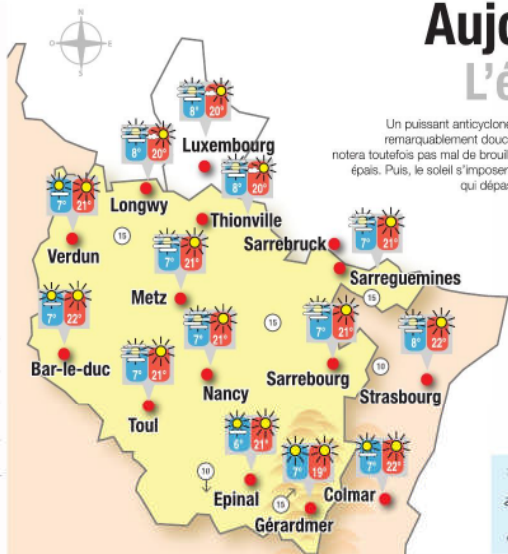 Aujo
L'é
Un puissant anticyclone
remarquablement douc
notera toutefois pas mal de brouil
épais. Puis, le soleil s'imposer
qui dépas
N
O
E
S
8° 20°
Luxembourg
8° 20°
Longwy
8° 20°
Thionville
7° 21°
Verdun
15
7° 21°
Metz
Sarrebruck
7° 21°
Sarreguemines
15
7° 22°
Bar-le-duc
7° 21°
Nancy
15
7° 21°
Sarrebourg
8° 22°
Strasbourg
10
7° 21°
Toul
6° 21°
Epinal
10
7° 19°
Gérardmer
15
7° 22°
Colmar